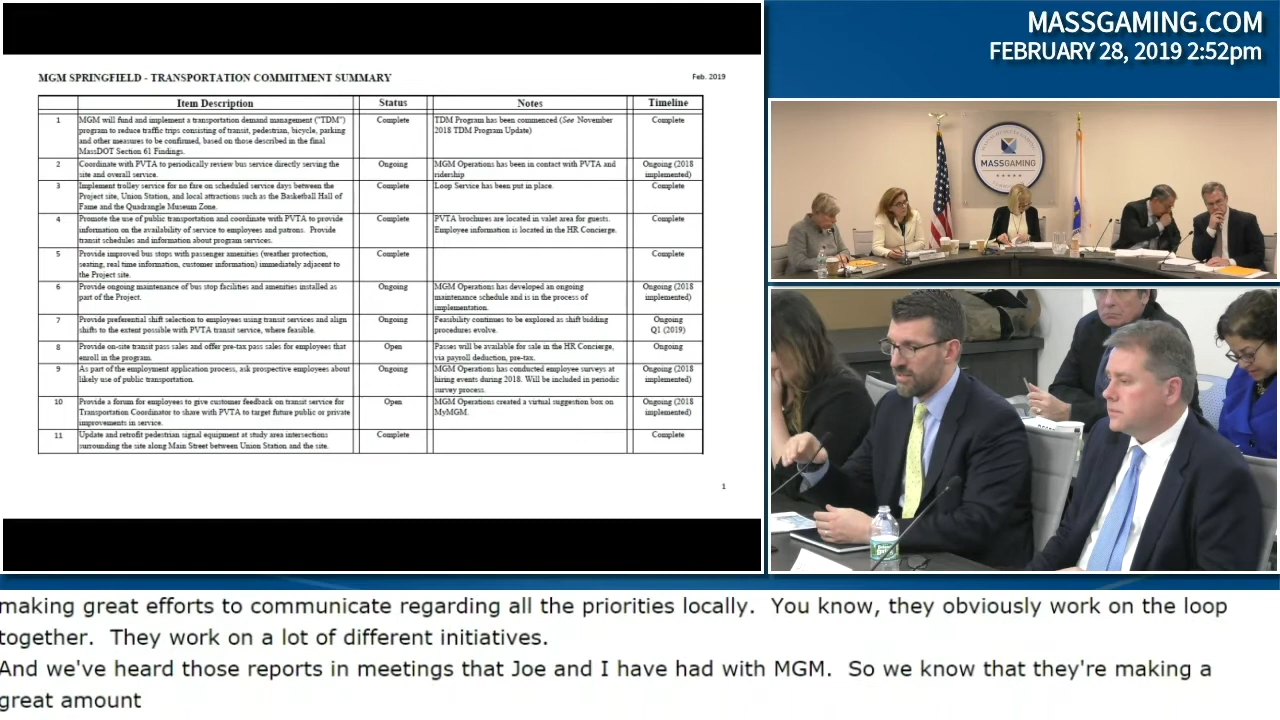 MASSGAMING.COM
FEBRUARY 28, 2019 2:52pm
MGM SPRINGFIELD - TRANSPORTATION COMMITMENT SUMMARY
Feb. 2019
Item Description Status Notes Timeline
1 MGM will fund and implement a transportation demand management ("TDM") Complete TDM Program has been commenced (See November Complete
program to reduce traffic trips consisting of transit, pedestrian, bicycle, parking 2018 TDM Program Update)
and other measures to be confirmed, based on those described in the final
MassDOT Section 61 Findings.
2 Coordinate with PVTA to periodically review bus service directly serving the Ongoing MGM Operations has been in contact with PVTA and Ongoing (2018
site and overall service. ridership implemented)
3 Implement trolley service for no fare on scheduled service days between the Complete Loop Service has been put in place. Complete
Project site, Union Station, and local attractions such as the Basketball Hall of
Fame and the Quadrangle Museum Zone.
4 Promote the use of public transportation and coordinate with PVTA to provide Complete PVTA brochures are located in valet area for guests. Complete
information on the availability of service to employees and patrons. Provide Employee information is located in the HR Concierge.
transit schedules and information about program services.
5 Provide improved bus stops with passenger amenities (weather protection, Complete Complete
seating, real time information, customer information) immediately adjacent to
the Project site.
6 Provide ongoing maintenance of bus stop facilities and amenities installed as Ongoing MGM Operations has developed an ongoing Ongoing (2018
part of the Project. maintenance schedule and is in the process of implemented)
implementation.
7 Provide preferential shift selection to employees using transit services and align Ongoing Feasibility continues to be explored as shift bidding Ongoing
shifts to the extent possible with PVTA transit service, where feasible. procedures evolve. Q1 (2019)
8 Provide on-site transit pass sales and offer pre-tax pass sales for employees that Open Passes will be available for sale in the HR Concierge, Ongoing
enroll in the program. via payroll deduction, pre-tax.
9 As part of the employment application process, ask prospective employees about Ongoing MGM Operations has conducted employee surveys at Ongoing (2018
likely use of public transportation. hiring events during 2018. Will be included in periodic implemented)
survey process.
10 Provide a forum for employees to give customer feedback on transit service for Open MGM Operations created a virtual suggestion box on Ongoing (2018
Transportation Coordinator to share with PVTA to target future public or private MyMGM. implemented)
improvements in service.
11 Update and retrofit pedestrian signal equipment at study area intersections Complete Complete
surrounding the site along Main Street between Union Station and the site.
1
MASSGAMING
making great efforts to communicate regarding all the priorities locally. You know, they obviously work on the loop
together. They work on a lot of different initiatives.
And we've heard those reports in meetings that Joe and I have had with MGM. So we know that they're making a
great amount